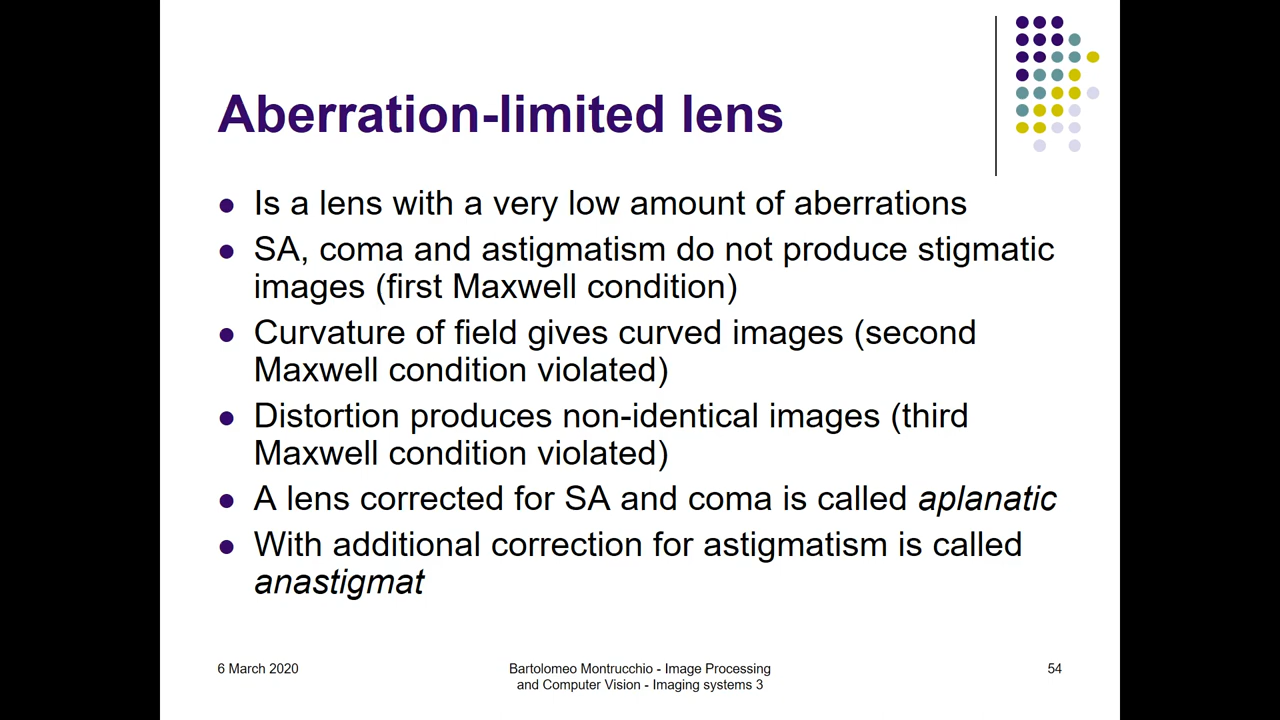 Aberration-limited lens
Is a lens with a very low amount of aberrations
SA, coma and astigmatism do not produce stigmatic
images (first Maxwell condition)
Curvature of field gives curved images (second
Maxwell condition violated)
Distortion produces non-identical images (third
Maxwell condition violated)
A lens corrected for SA and coma is called aplanatic
With additional correction for astigmatism is called
anastigmat
6 March 2020
Bartolomeo Montrucchio - Image Processing
and Computer Vision - Imaging systems 3
54